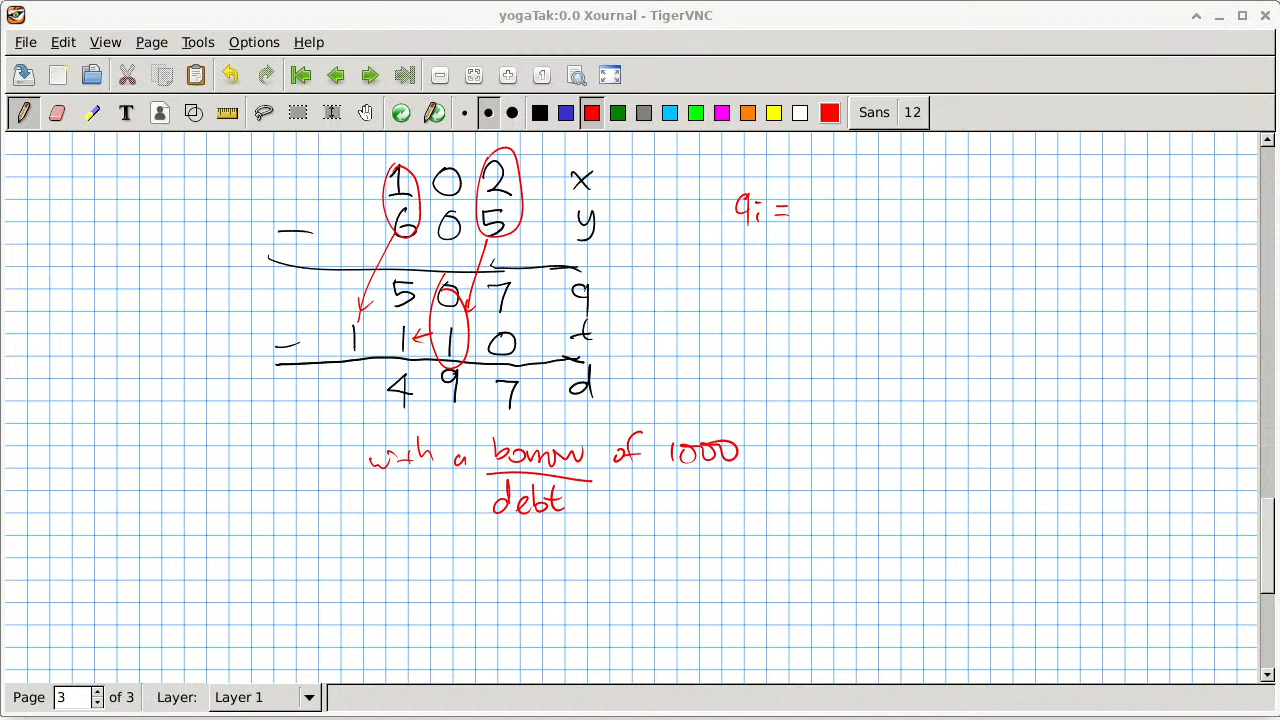 yogaTak:0.0 Xournal - TigerVNC
File Edit View Page Tools Options Help
Sans 12
1 0 2 x
- 6 0 5 y
q_i =
5 0 7 q
- 1 1 1 0 t
4 9 7 d
with a borrow of 1000
debt
Page 3 of 3 Layer: Layer 1